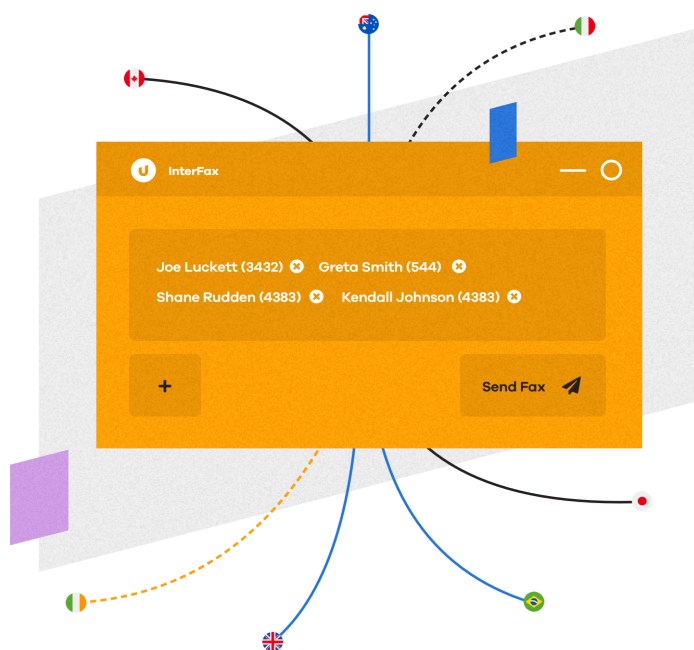 InterFax
Joe Luckett (3432) Greta Smith (544)
Shane Rudden (4383) Kendall Johnson (4383)
+ Send Fax